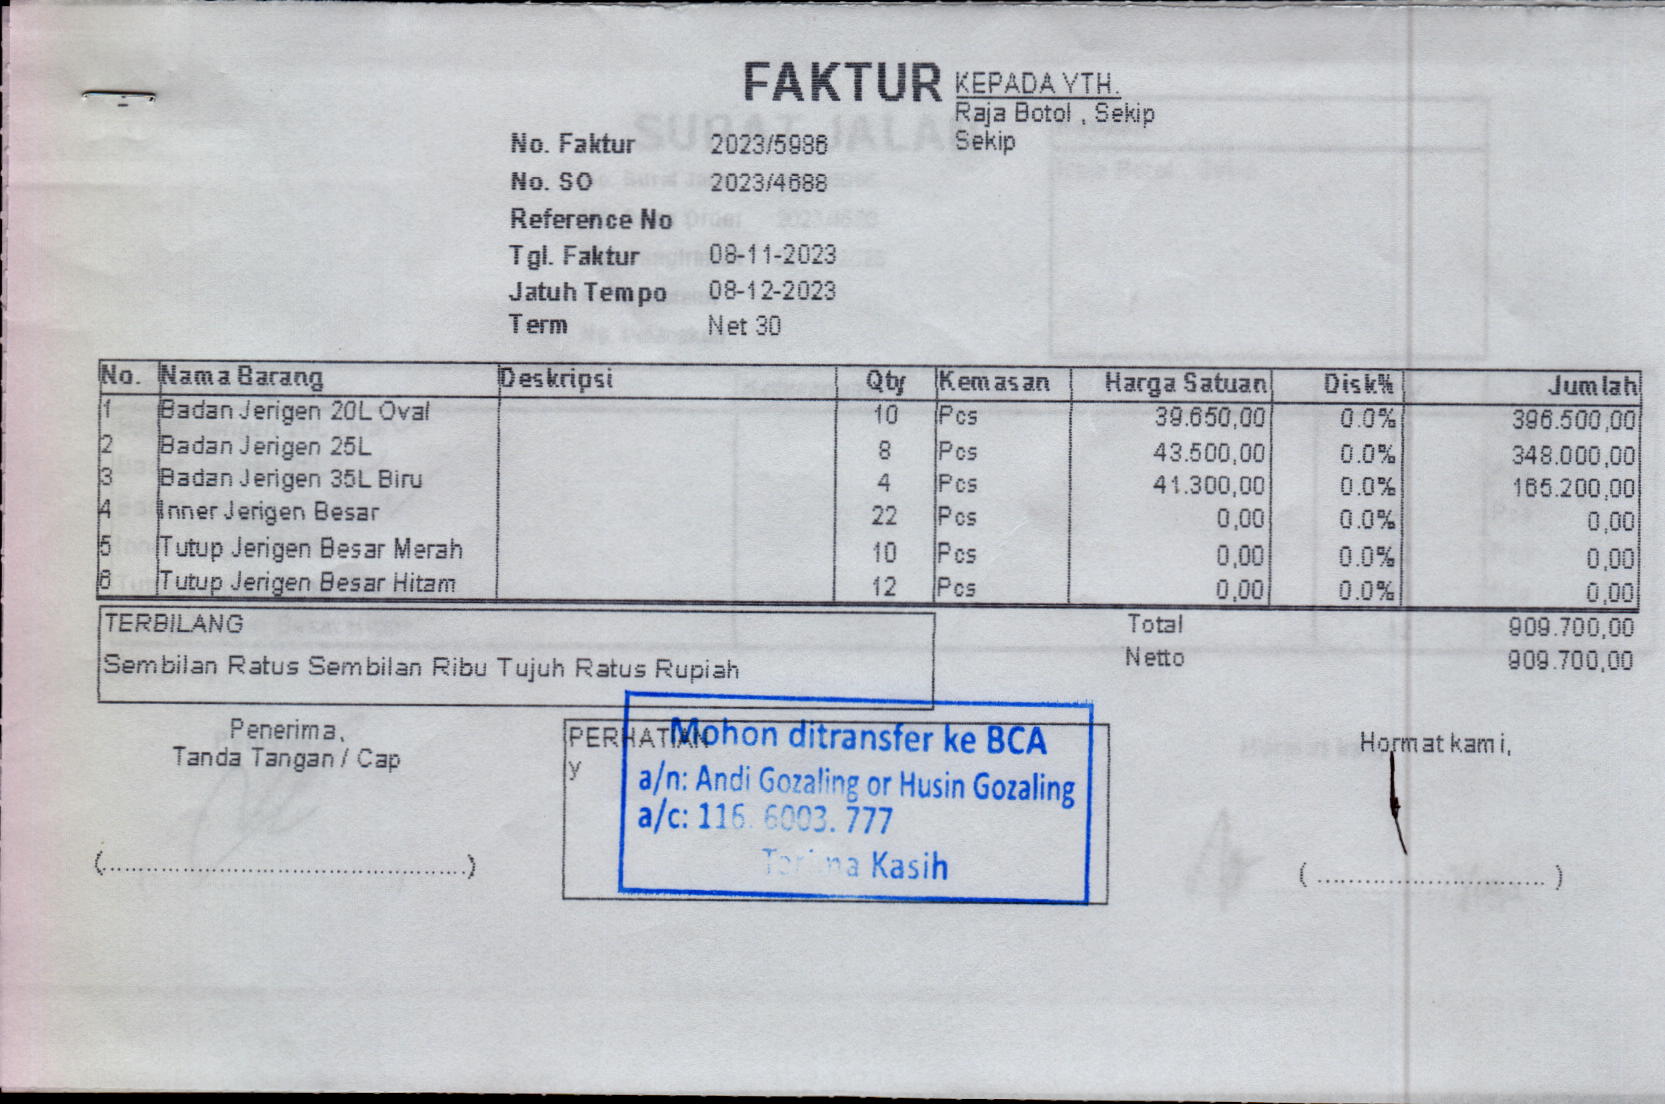 FAKTUR
KEPADA YTH.
Raja Botol , Sekip
Sekip
No. Faktur 2023/5986
No. SO 2023/4688
Reference No
Tgl. Faktur 08-11-2023
Jatuh Tempo 08-12-2023
Term Net 30
No. Nama Barang Deskripsi Qty Kemasan Harga Satuan Disk% Jumlah
1 Badan Jerigen 20L Oval 10 Pcs 39.650,00 0.0% 396.500,00
2 Badan Jerigen 25L 8 Pcs 43.500,00 0.0% 348.000,00
3 Badan Jerigen 35L Biru 4 Pcs 41.300,00 0.0% 165.200,00
4 Inner Jerigen Besar 22 Pcs 0,00 0.0% 0,00
5 Tutup Jerigen Besar Merah 10 Pcs 0,00 0.0% 0,00
6 Tutup Jerigen Besar Hitam 12 Pcs 0,00 0.0% 0,00
TERBILANG
Sembilan Ratus Sembilan Ribu Tujuh Ratus Rupiah
Total 909.700,00
Netto 909.700,00
Penerima,
Tanda Tangan / Cap
(................................................)
PERHATIAN
y
Mohon ditransfer ke BCA
a/n: Andi Gozaling or Husin Gozaling
a/c: 116. 6003. 777
Terima Kasih
Hormat kami,
( .............................. )